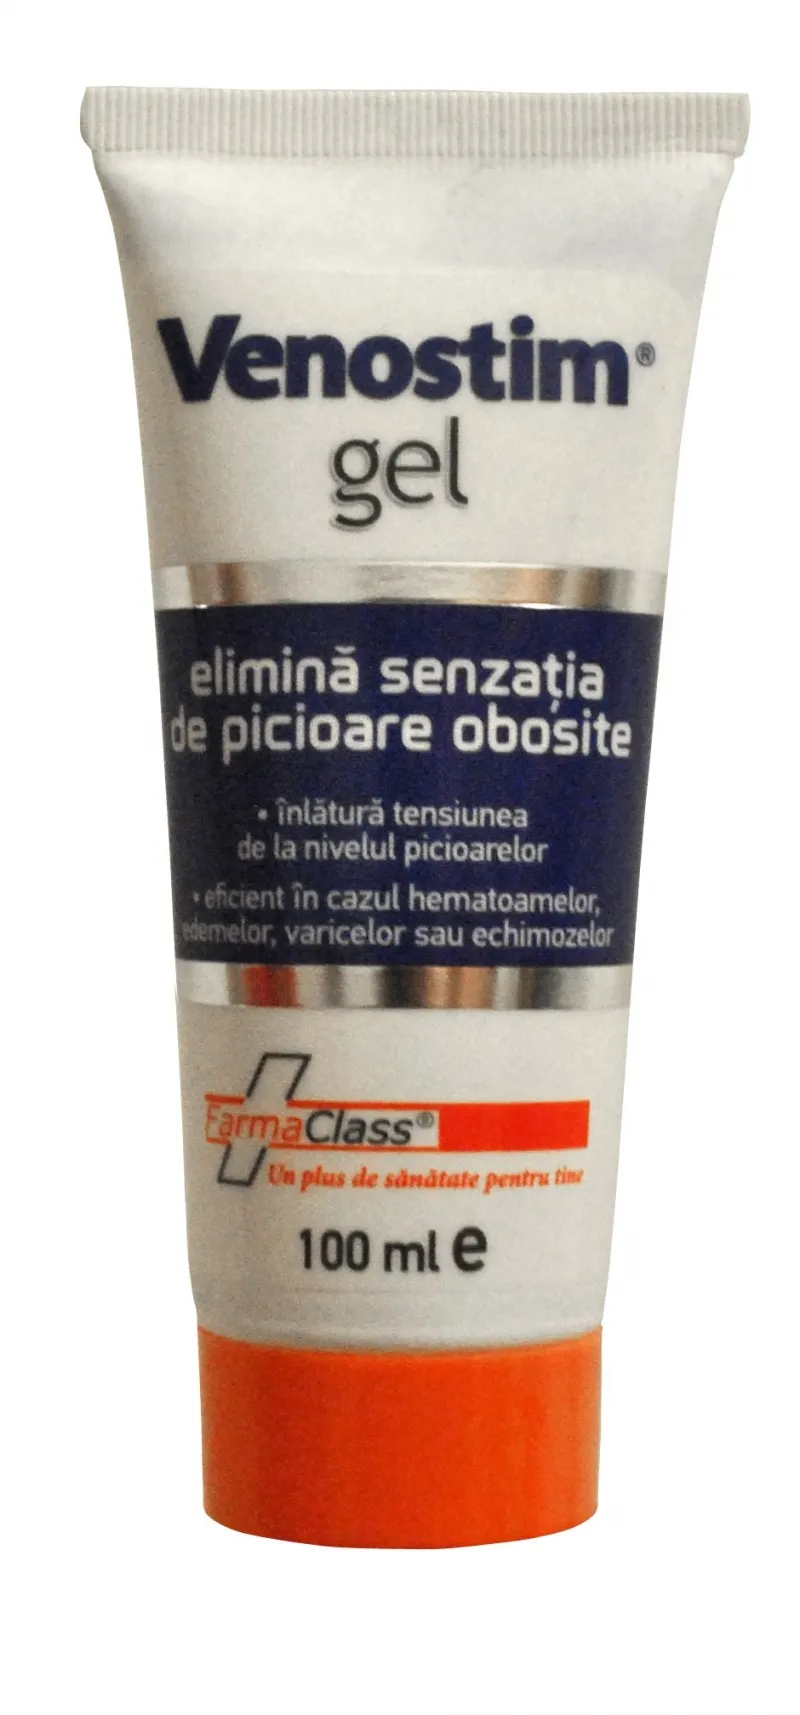 Venostim®
gel
elimină senzația
de picioare obosite
• înlătură tensiunea
de la nivelul picioarelor
• eficient în cazul hematoamelor,
edemelor, varicelor sau echimozelor
FarmaClass®
Un plus de sănătate pentru tine
100 ml e